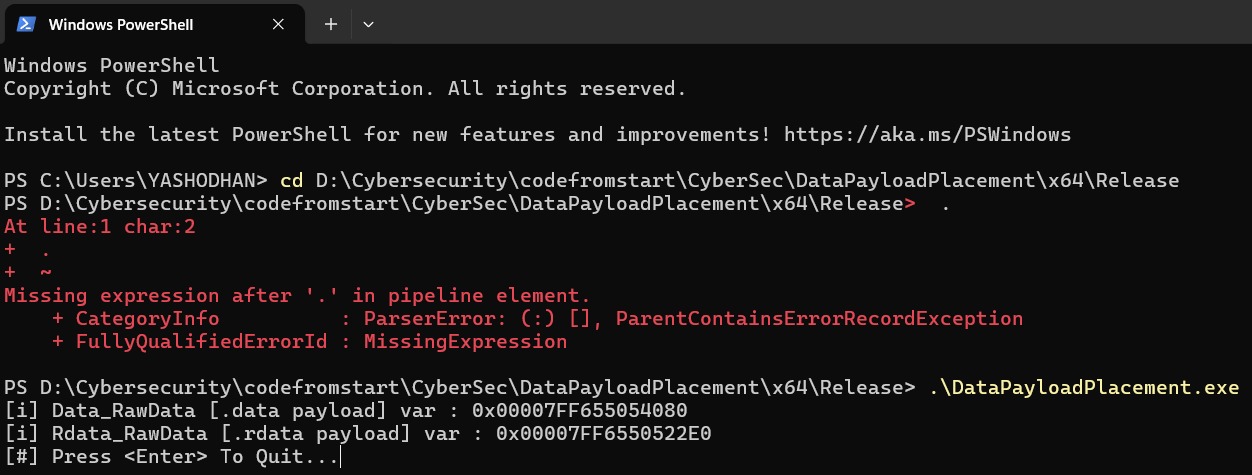 Windows PowerShell
Windows PowerShell
Copyright (C) Microsoft Corporation. All rights reserved.
Install the latest PowerShell for new features and improvements! https://aka.ms/PSWindows
PS C:\Users\YASHODHAN> cd D:\Cybersecurity\codefromstart\CyberSec\DataPayloadPlacement\x64\Release
PS D:\Cybersecurity\codefromstart\CyberSec\DataPayloadPlacement\x64\Release>  .
At line:1 char:2
+  .
+  ~
Missing expression after '.' in pipeline element.
    + CategoryInfo          : ParserError: (:) [], ParentContainsErrorRecordException
    + FullyQualifiedErrorId : MissingExpression
PS D:\Cybersecurity\codefromstart\CyberSec\DataPayloadPlacement\x64\Release> .\DataPayloadPlacement.exe
[i] Data_RawData [.data payload] var : 0x00007FF655054080
[i] Rdata_RawData [.rdata payload] var : 0x00007FF6550522E0
[#] Press <Enter> To Quit...